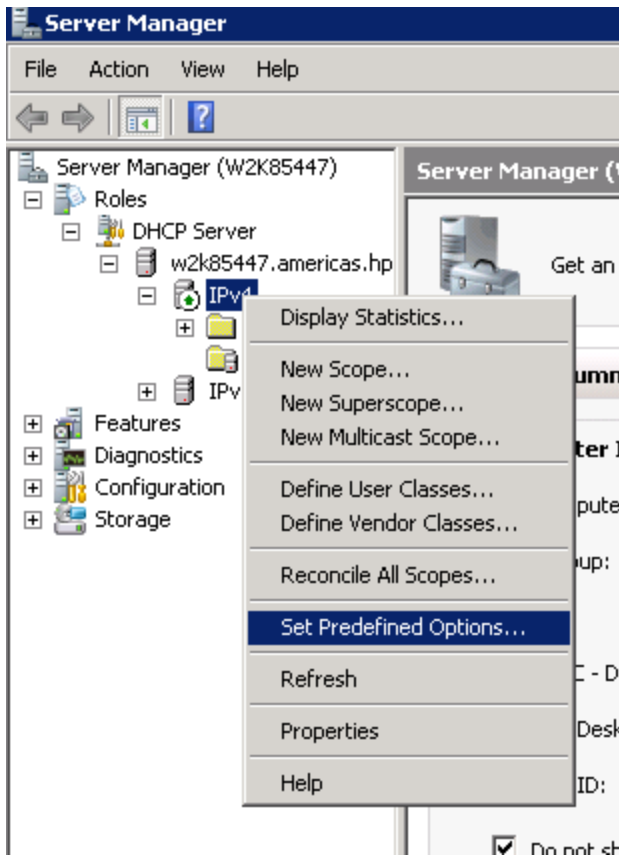 Server Manager
File Action View Help
Server Manager (W2K85447)
Server Manager (
Roles
DHCP Server
w2k85447.americas.hp
Get an
IPv4
Display Statistics...
New Scope...
New Superscope...
New Multicast Scope...
IPv
Features
Diagnostics
Configuration
Storage
Define User Classes...
Define Vendor Classes...
Reconcile All Scopes...
Set Predefined Options...
Refresh
Properties
Help
ID:
Do not sh